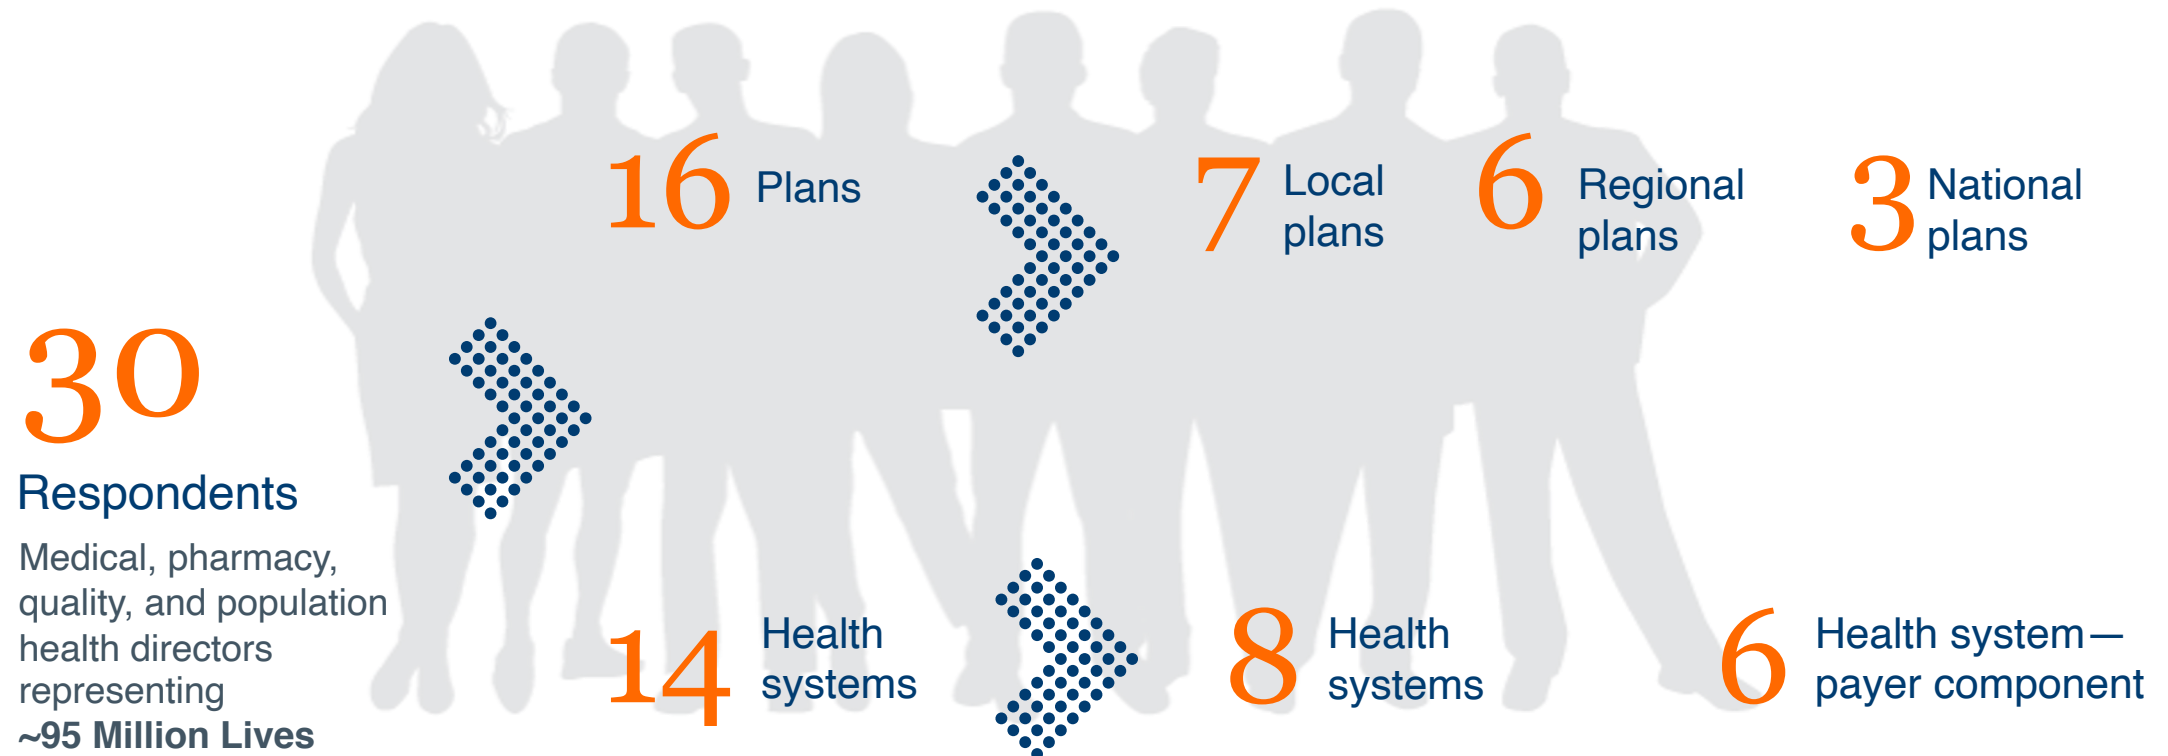 30
Respondents
Medical, pharmacy,
quality, and population
health directors
representing
~95 Million Lives
16 Plans
7 Local
plans
6 Regional
plans
3 National
plans
14 Health
systems
8 Health
systems
6 Health system—
payer component